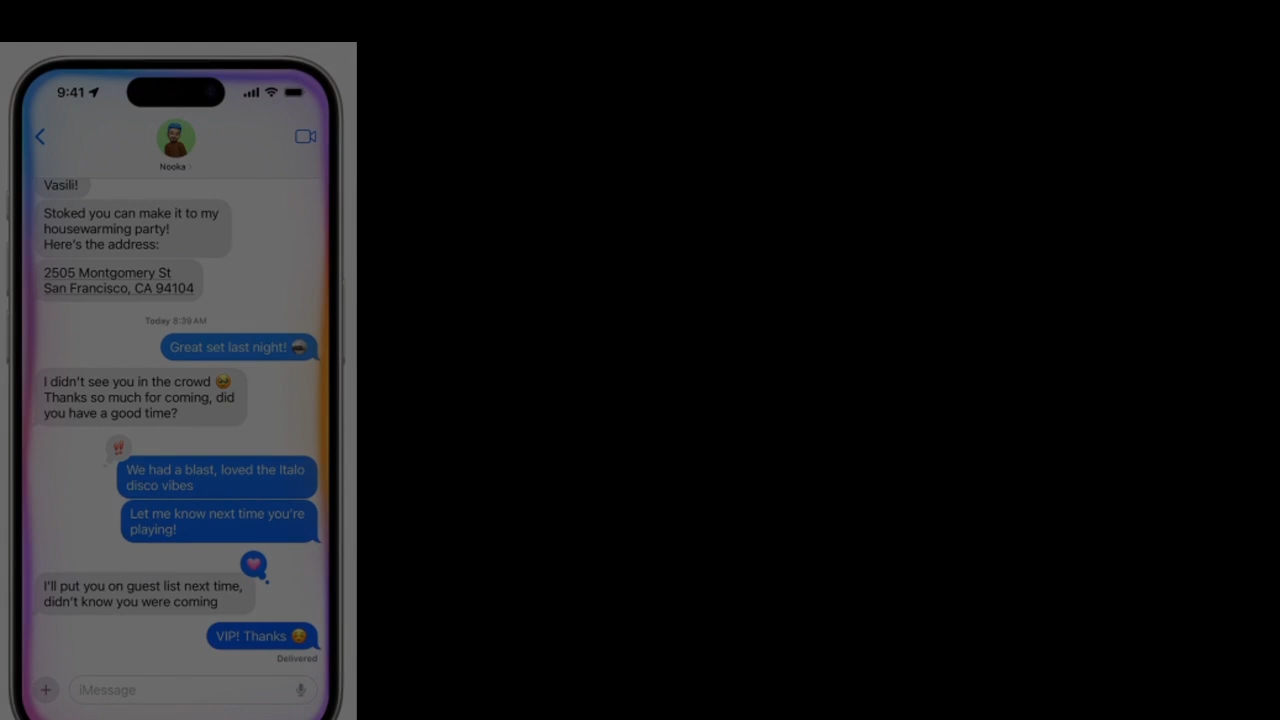 9:41
Nooka
Vasili!
Stoked you can make it to my
housewarming party!
Here's the address:
2505 Montgomery St
San Francisco, CA 94104
Today 8:39 AM
Great set last night!
I didn't see you in the crowd 🥹
Thanks so much for coming, did
you have a good time?
We had a blast, loved the Italo
disco vibes
Let me know next time you're
playing!
I'll put you on guest list next time,
didn't know you were coming
VIP! Thanks ☺️
Delivered
iMessage